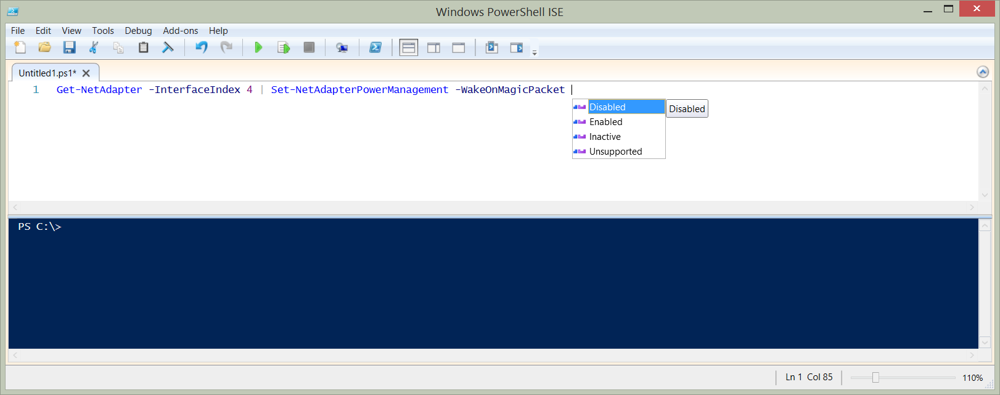 Windows PowerShell ISE
File Edit View Tools Debug Add-ons Help
Untitled1.ps1*
1 Get-NetAdapter -InterfaceIndex 4 | Set-NetAdapterPowerManagement -WakeOnMagicPacket
Disabled Disabled
Enabled
Inactive
Unsupported
PS C:\>
Ln 1 Col 85 110%